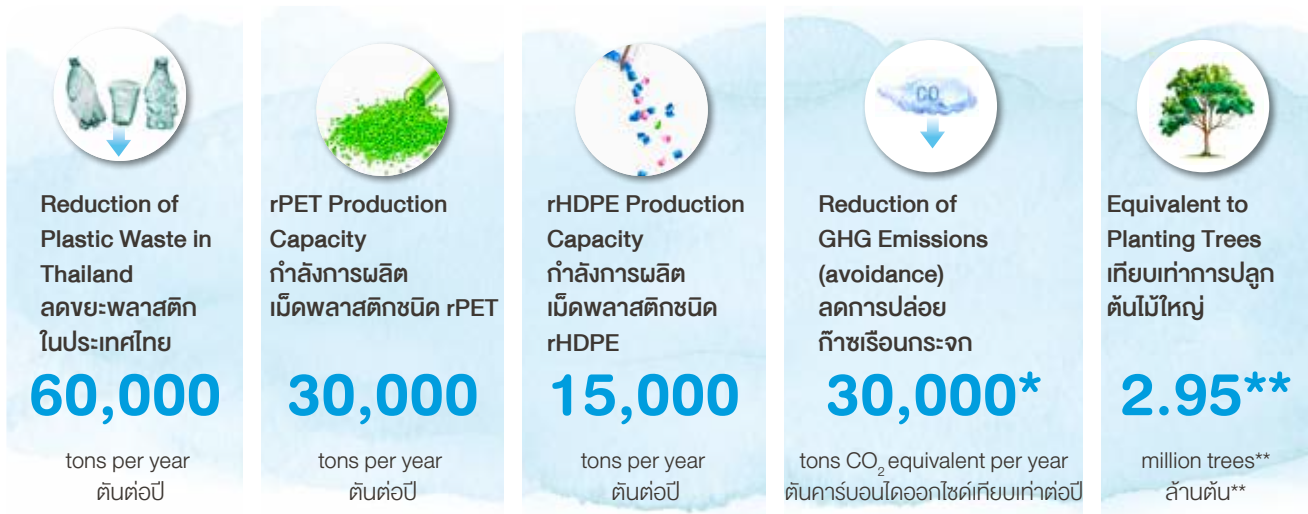 CO
Reduction of
Plastic Waste in
Thailand
ลดขยะพลาสติก
ในประเทศไทย
60,000
tons per year
ตันต่อปี
rPET Production
Capacity
กำลังการผลิต
เม็ดพลาสติกชนิด rPET
30,000
tons per year
ตันต่อปี
rHDPE Production
Capacity
กำลังการผลิต
เม็ดพลาสติกชนิด
rHDPE
15,000
tons per year
ตันต่อปี
Reduction of
GHG Emissions
(avoidance)
ลดการปล่อย
ก๊าซเรือนกระจก
30,000*
tons CO₂ equivalent per year
ตันคาร์บอนไดออกไซด์เทียบเท่าต่อปี
Equivalent to
Planting Trees
เทียบเท่าการปลูก
ต้นไม้ใหญ่
2.95**
million trees**
ล้านต้น**